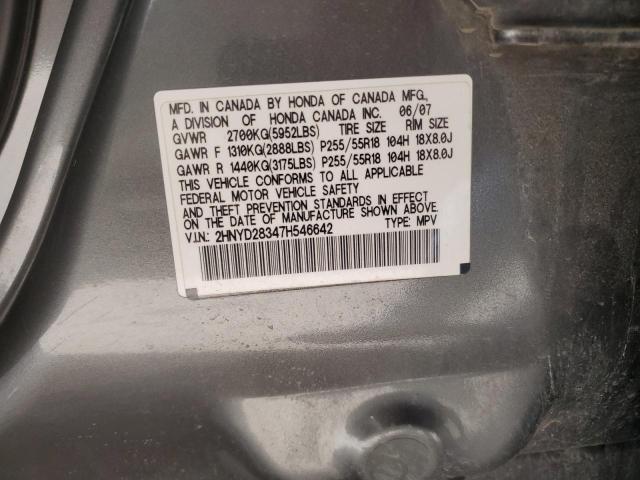 MFD. IN CANADA BY HONDA OF CANADA MFG.,
A DIVISION OF HONDA CANADA INC. 06/07
GVWR 2700KG(5952LBS) TIRE SIZE RIM SIZE
GAWR F 1310KG(2888LBS) P255/55R18 104H 18X8.0J
GAWR R 1440KG(3175LBS) P255/55R18 104H 18X8.0J
THIS VEHICLE CONFORMS TO ALL APPLICABLE
FEDERAL MOTOR VEHICLE SAFETY
AND THEFT PREVENTION STANDARDS IN EFFECT
ON THE DATE OF MANUFACTURE SHOWN ABOVE.
V.I.N: 2HNYD28347H546642 TYPE: MPV